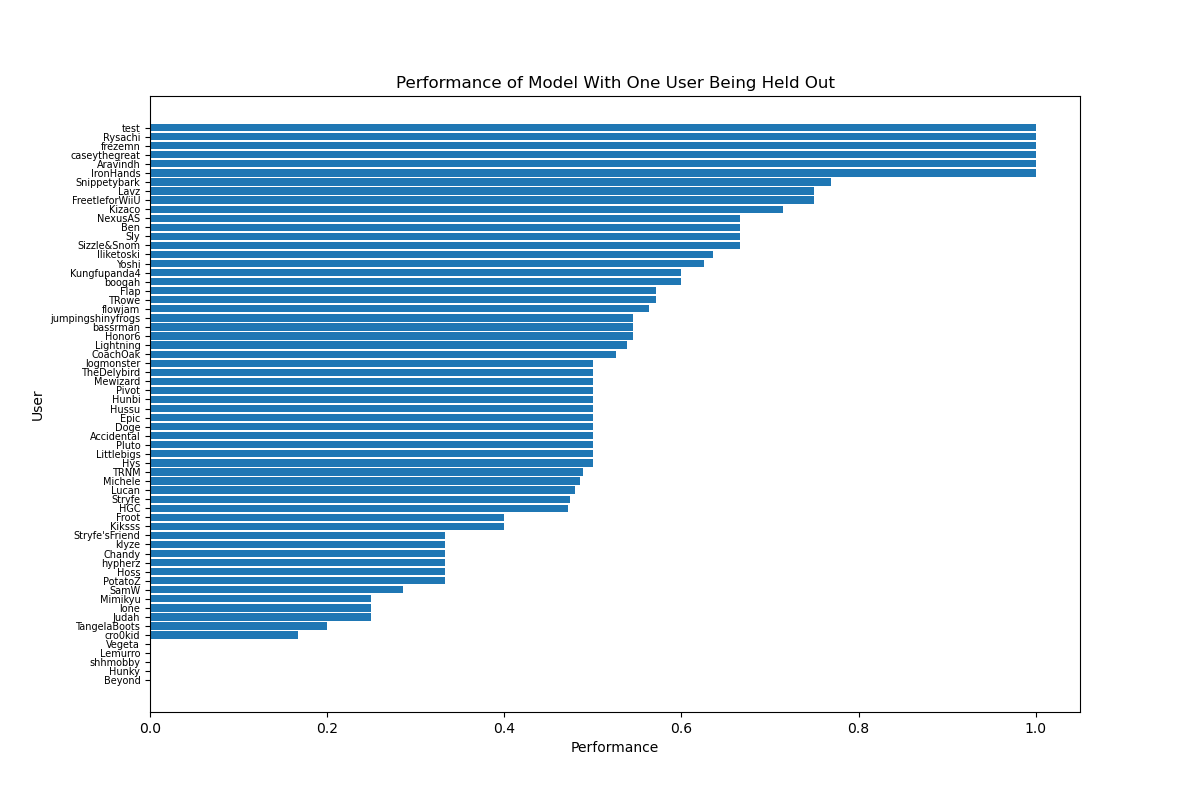 Performance of Model With One User Being Held Out
test
Rysachi
frezemn
caseythegreat
Aravindh
IronHands
Snippetybark
Lavz
FreetleforWiiU
Kizaco
NexusAS
Ben
Sly
Sizzle&Snom
Iliketoski
Yoshi
Kungfupanda4
boogah
Flap
TRowe
flowjam
jumpingshinyfrogs
bassrman
Honor6
Lightning
CoachOak
logmonster
TheDelybird
Mewizard
Pivot
Hunbi
Hussu
Epic
Doge
Accidental
Pluto
Littlebigs
Hys
TRNM
Michele
Lucan
Stryfe
HGC
Froot
Kiksss
Stryfe'sFriend
klyze
Chandy
hypherz
Hoss
PotatoZ
SamW
Mimikyu
Ione
Judah
TangelaBoots
cro0kid
Vegeta
Lemurro
shhmobby
Hunky
Beyond
User
0.0 0.2 0.4 0.6 0.8 1.0
Performance